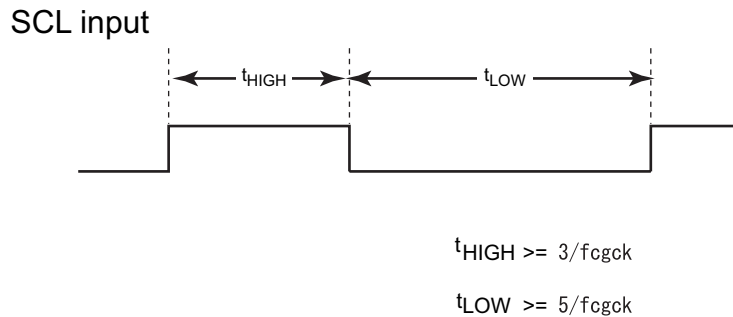 SCL input
tHIGH
tLOW
tHIGH >= 3/fcgck
tLOW >= 5/fcgck